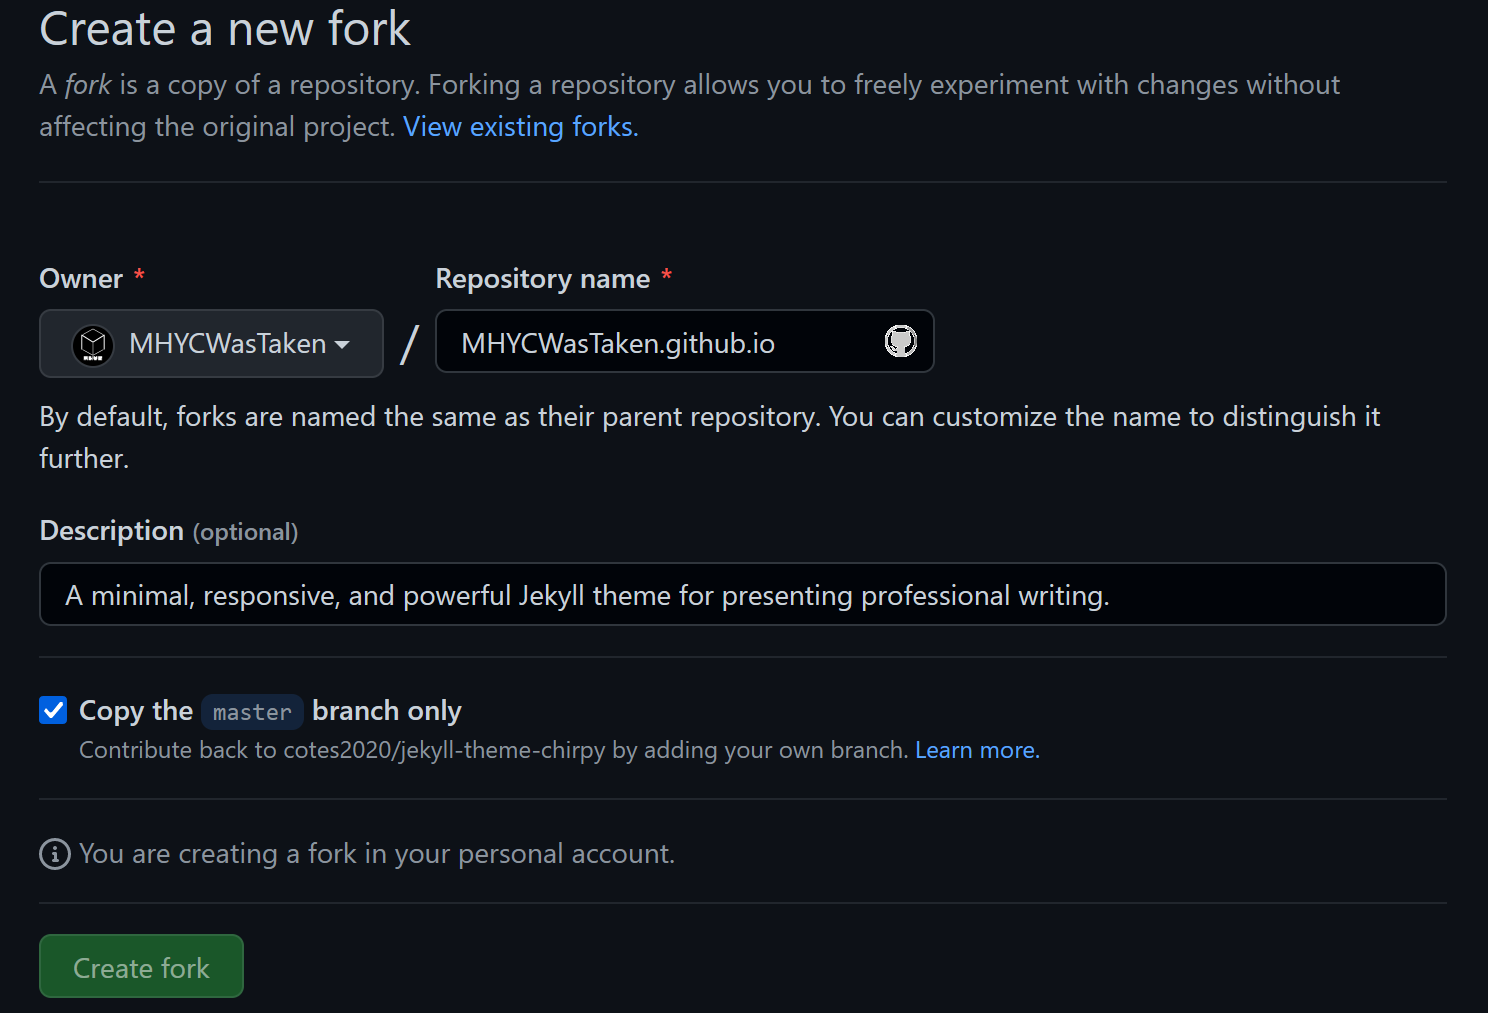 Create a new fork
A fork is a copy of a repository. Forking a repository allows you to freely experiment with changes without
affecting the original project. View existing forks.
Owner * Repository name *
MHYCWasTaken / MHYCWasTaken.github.io
By default, forks are named the same as their parent repository. You can customize the name to distinguish it
further.
Description (optional)
A minimal, responsive, and powerful Jekyll theme for presenting professional writing.
Copy the master branch only
Contribute back to cotes2020/jekyll-theme-chirpy by adding your own branch. Learn more.
You are creating a fork in your personal account.
Create fork